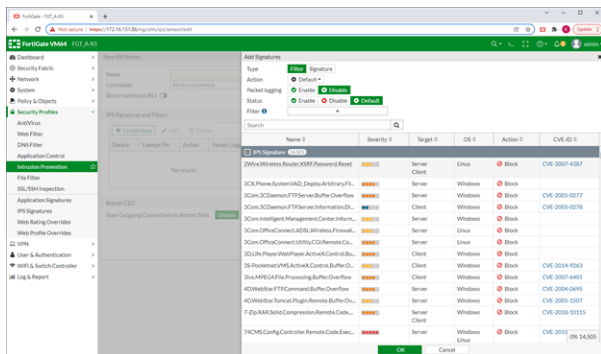 FortiGate - FGT_A-R3
Not secure | https://172.16.151.86/ng/utm/ips/sensor/edit
Update
FortiGate VM64 FGT_A-R3
admin
Dashboard
Security Fabric
Network
System
Policy & Objects
Security Profiles
AntiVirus
Web Filter
DNS Filter
Application Control
Intrusion Prevention
File Filter
SSL/SSH Inspection
Application Signatures
IPS Signatures
Web Rating Overrides
Web Profile Overrides
VPN
User & Authentication
WiFi & Switch Controller
Log & Report
New IPS Sensor
Name
Comments Write a comment...
Block malicious URLs
IPS Signatures and Filters
+ Create New Edit Delete
Details Exempt IPs Action Packet Logg
No results
Botnet C&C
Scan Outgoing Connections to Botnet Sites Disable
Add Signatures
Type Filter Signature
Action Default
Packet logging Enable Disable
Status Enable Disable Default
Filter +
Search
Name Severity Target OS Action CVE-ID
IPS Signature 14,505
2Wire.Wireless.Router.XSRF.Password.Reset Server Client Linux Block CVE-2007-4387
3CX.Phone.System.VAD_Deploy.Arbitrary.Fil... Server Windows Block
3Com.3CDaemon.FTP.Server.Buffer.Overflow Server Windows Block CVE-2005-0277
3Com.3CDaemon.FTP.Server.Information.Di... Server Client Windows Block CVE-2005-0278
3Com.Intelligent.Management.Center.Inform... Server Windows Block
3Com.OfficeConnect.ADSL.Wireless.Firewall... Server Linux Block
3Com.OfficeConnect.Utility.CGI.Remote.Co... Server Linux Block
3D.Life.Player.WebPlayer.ActiveX.Control.Bu... Client Windows Block
3S-Pocketnet.VMS.ActiveX.Control.Buffer.O... Client Windows Block CVE-2014-9263
3ivx.MPEG4.File.Processing.Buffer.Overflow Client Windows Block CVE-2007-6401
4D.WebStar.FTP.Command.Buffer.Overflow Server Windows Block CVE-2004-0695
4D.WebStar.Tomcat.Plugin.Remote.Buffer.Ov... Server Windows Block CVE-2005-1507
7-Zip.RAR.Solid.Compression.Remote.Code... Server Client Windows Block CVE-2018-10115
74CMS.Config.Controller.Remote.Code.Exec... Server Windows Linux Block
0% 14,505
OK Cancel